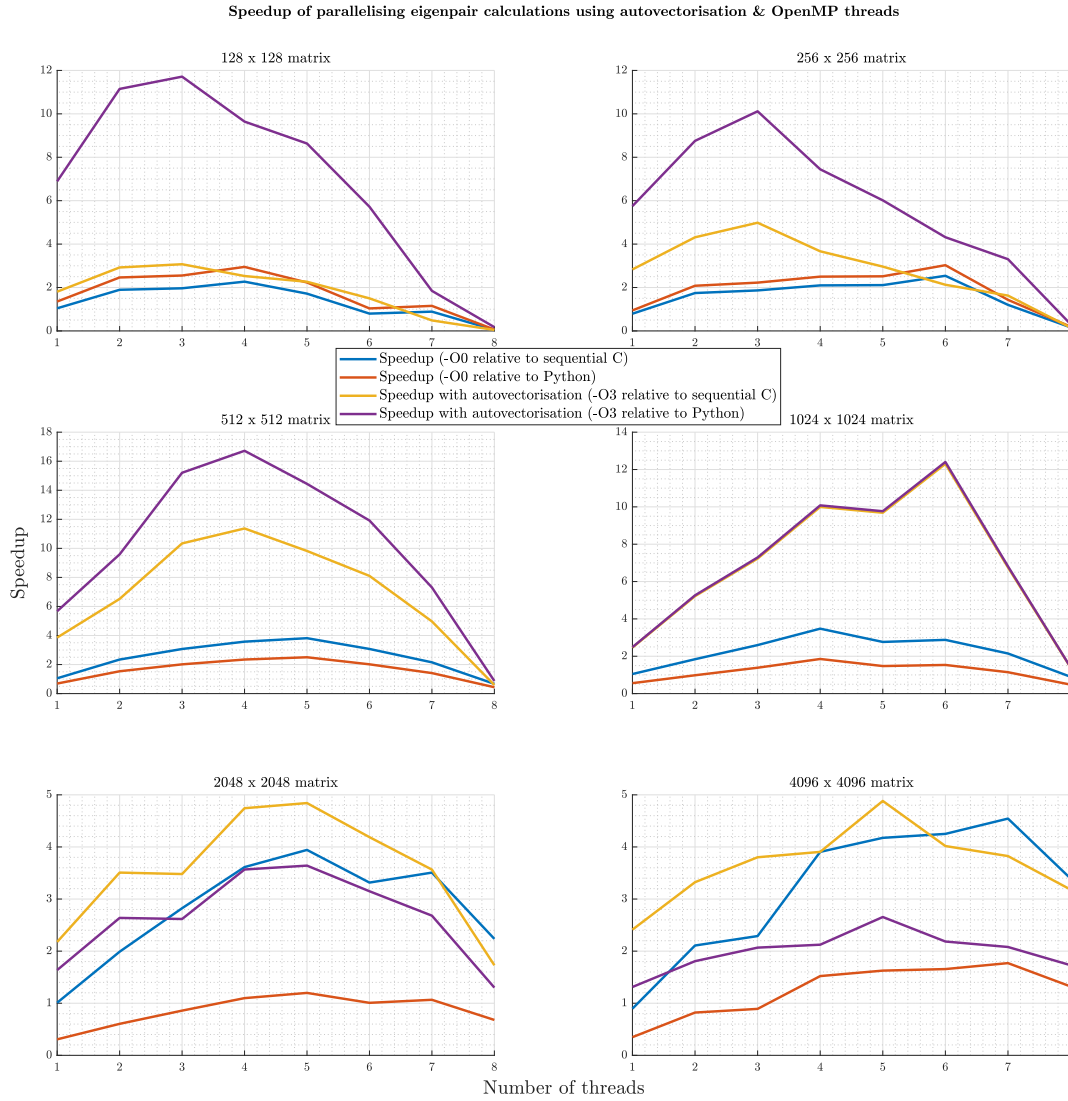 Speedup of parallelising eigenpair calculations using autovectorisation & OpenMP threads
128 x 128 matrix
12
10
8
6
4
2
0
1 2 3 4 5 6 7 8
256 x 256 matrix
12
10
8
6
4
2
0
1 2 3 4 5 6 7
Speedup (-O0 relative to sequential C)
Speedup (-O0 relative to Python)
Speedup with autovectorisation (-O3 relative to sequential C)
Speedup with autovectorisation (-O3 relative to Python)
Speedup
512 x 512 matrix
18
16
14
12
10
8
6
4
2
0
1 2 3 4 5 6 7 8
1024 x 1024 matrix
14
12
10
8
6
4
2
0
1 2 3 4 5 6 7
2048 x 2048 matrix
5
4
3
2
1
0
1 2 3 4 5 6 7 8
4096 x 4096 matrix
5
4
3
2
1
0
1 2 3 4 5 6 7
Number of threads